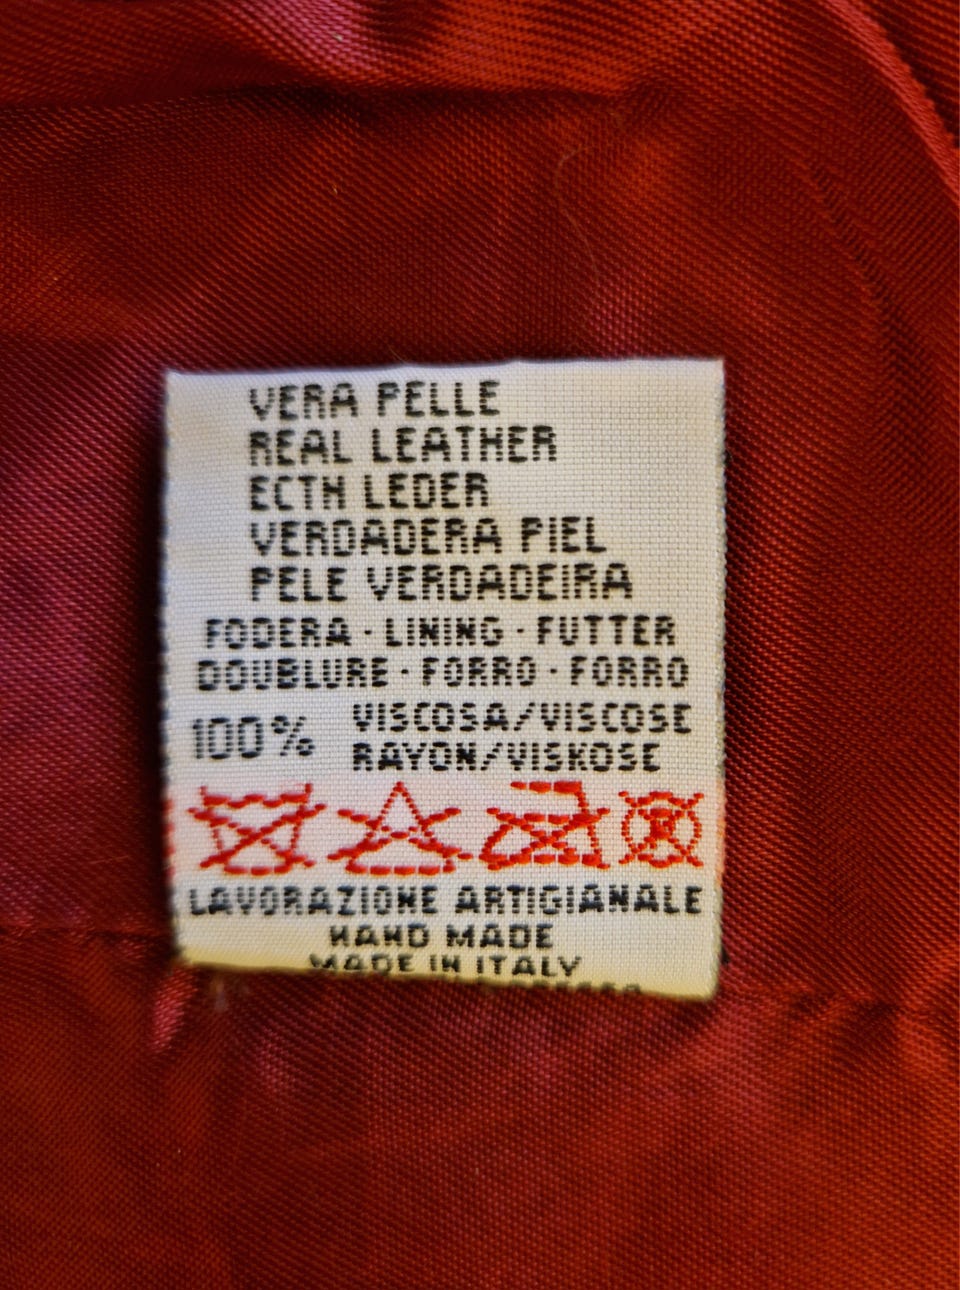 VERA PELLE
REAL LEATHER
ECTH LEDER
VERDADERA PIEL
PELE VERDADEIRA
FODERA · LINING · FUTTER
DOUBLURE · FORRO · FORRO
100% VISCOSA/VISCOSE
RAYON/VISKOSE
LAVORAZIONE ARTIGIANALE
HAND MADE
MADE IN ITALY